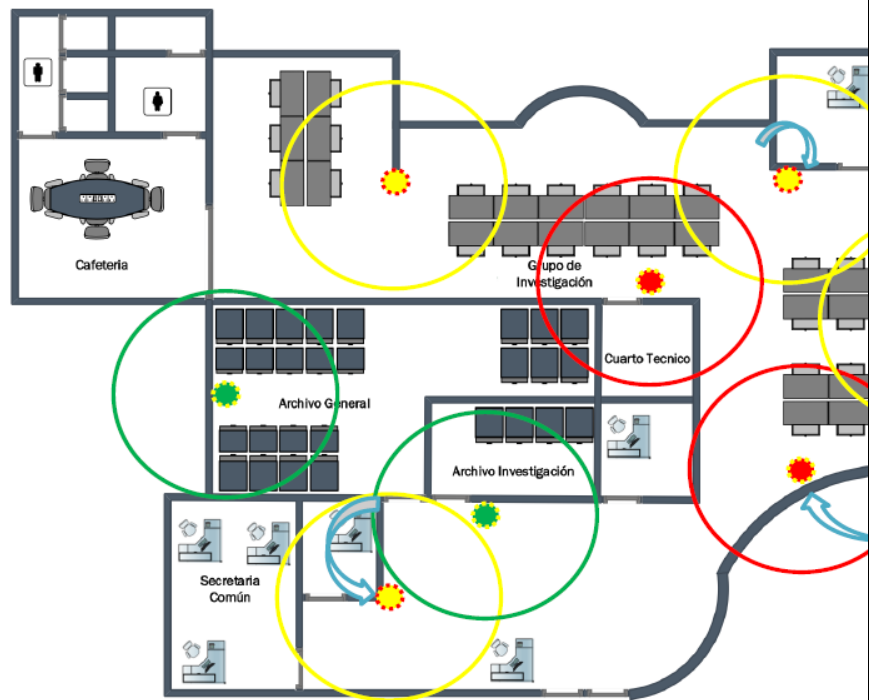 Cafeteria
Grupo de
Investigación
Cuarto Tecnico
Archivo General
Archivo Investigación
Secretaria
Común